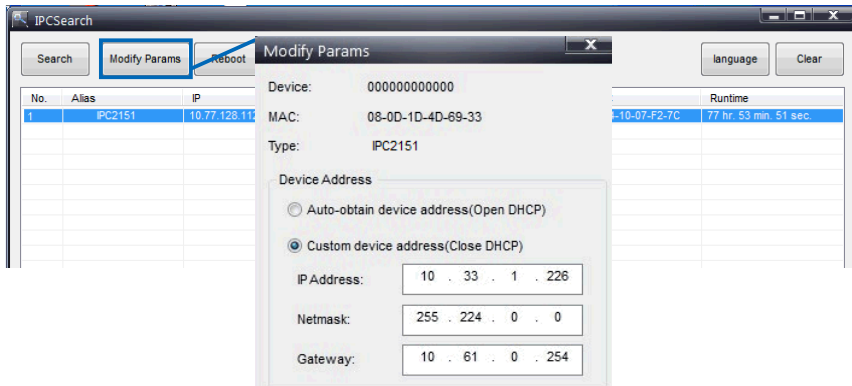 IPCSearch
Search Modify Params Reboot language Clear
No. Alias IP Runtime
1 IPC2151 10.77.128.112 -10-07-F2-7C 77 hr. 53 min. 51 sec.
Modify Params
Device: 000000000000
MAC: 08-0D-1D-4D-69-33
Type: IPC2151
Device Address
Auto-obtain device address(Open DHCP)
Custom device address(Close DHCP)
IP Address: 10 . 33 . 1 . 226
Netmask: 255 . 224 . 0 . 0
Gateway: 10 . 61 . 0 . 254